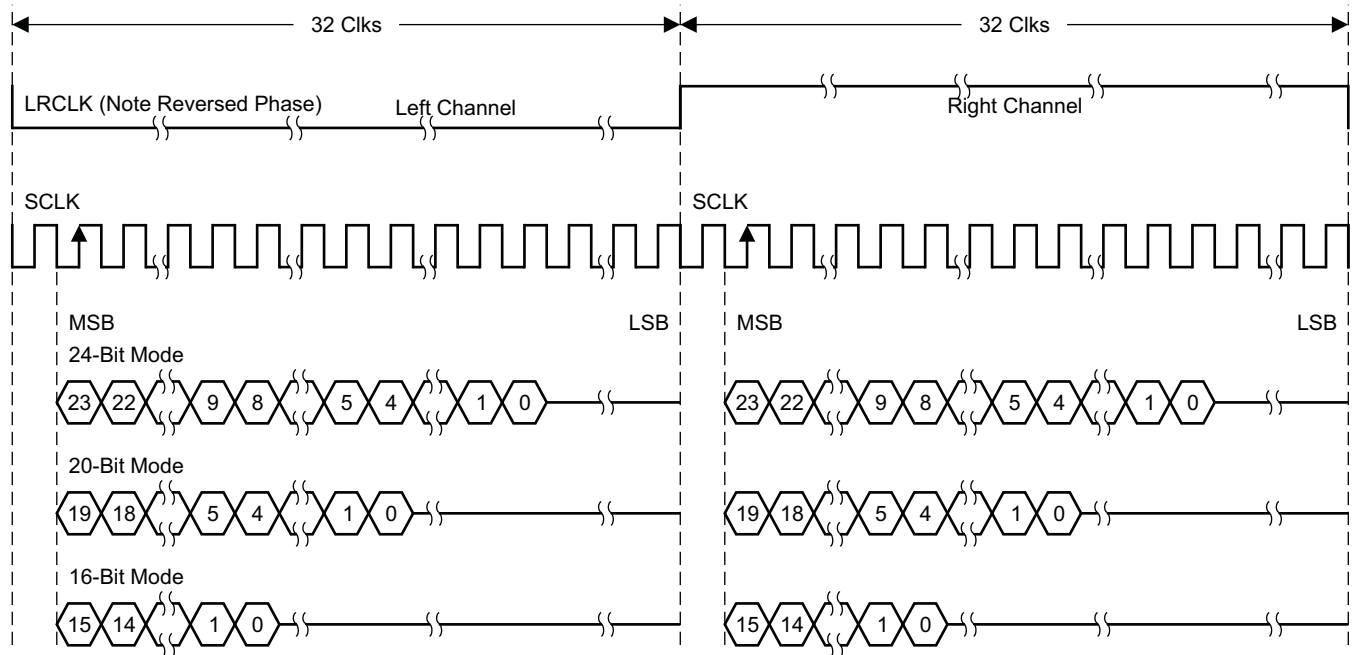 32 Clks 32 Clks
LRCLK (Note Reversed Phase) Left Channel Right Channel
SCLK SCLK
MSB LSB MSB LSB
24-Bit Mode
23 22 9 8 5 4 1 0 23 22 9 8 5 4 1 0
20-Bit Mode
19 18 5 4 1 0 19 18 5 4 1 0
16-Bit Mode
15 14 1 0 15 14 1 0